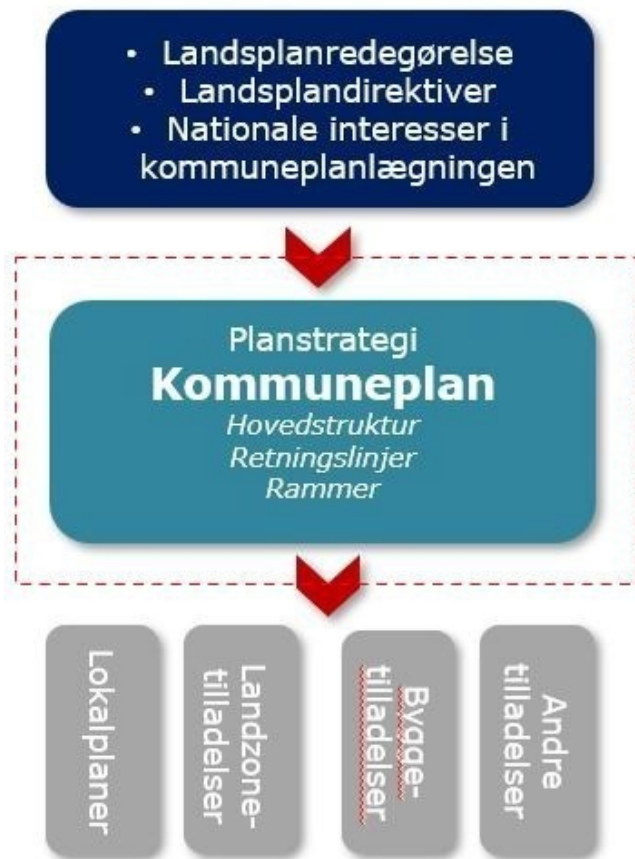 • Landsplanredegørelse
• Landsplandirektiver
• Nationale interesser i
kommuneplanlægningen
Planstrategi
Kommuneplan
Hovedstruktur
Retningslinjer
Rammer
Lokalplaner
Landzone-
tilladelser
Bygge-
tilladelser
Andre
tilladelser